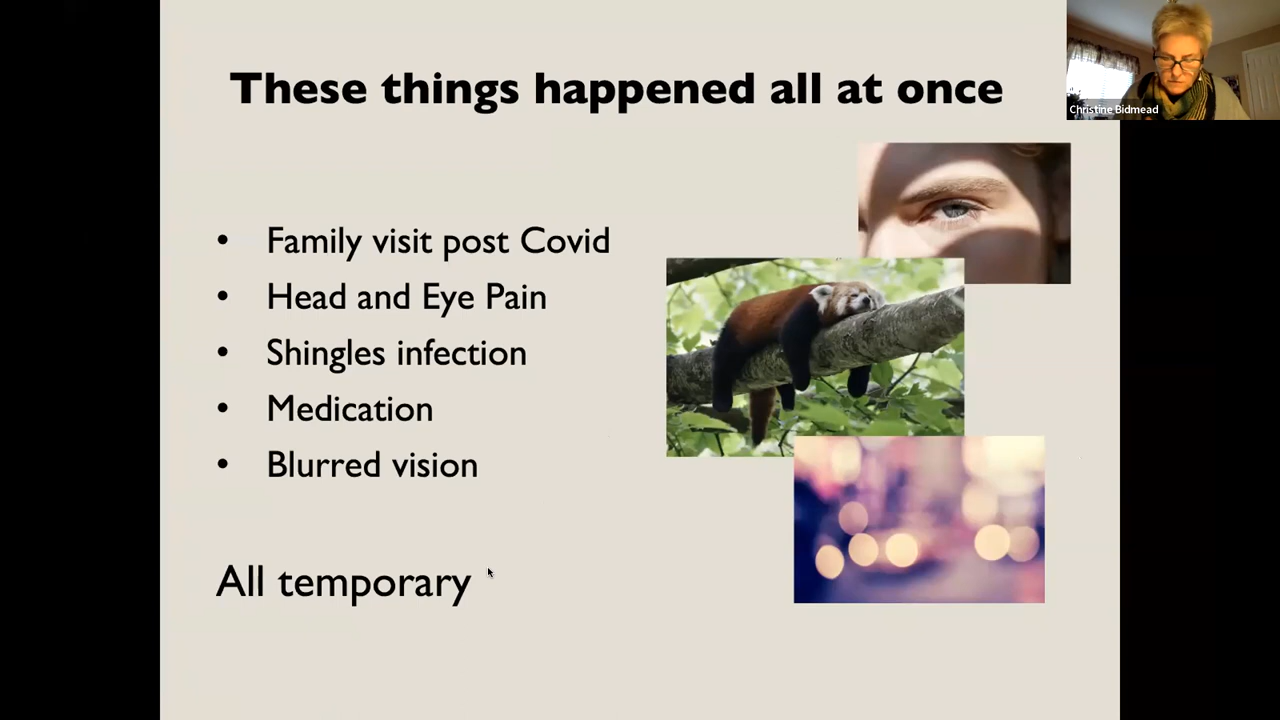 These things happened all at once
Christine Bidmead
• Family visit post Covid
• Head and Eye Pain
• Shingles infection
• Medication
• Blurred vision
All temporary